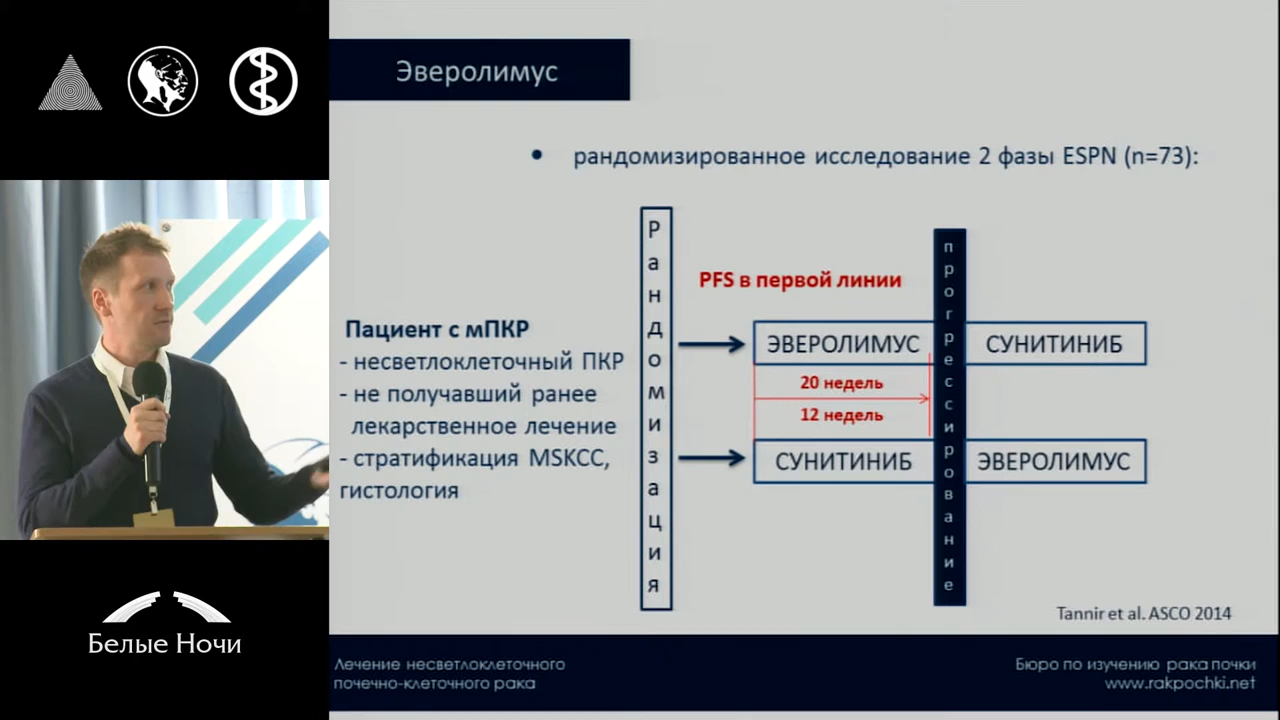 Эверолимус
• рандомизированное исследование 2 фазы ESPN (n=73):
Рандомизация
прогрессирование
PFS в первой линии
Пациент с мПКР
- несветлоклеточный ПКР
- не получавший ранее
лекарственное лечение
- стратификация MSKCC,
гистология
ЭВЕРОЛИМУС
СУНИТИНИБ
20 недель
12 недель
СУНИТИНИБ
ЭВЕРОЛИМУС
Tannir et al. ASCO 2014
Белые Ночи
Лечение несветлоклеточного
почечно-клеточного рака
Бюро по изучению рака почки
www.rakpochki.net